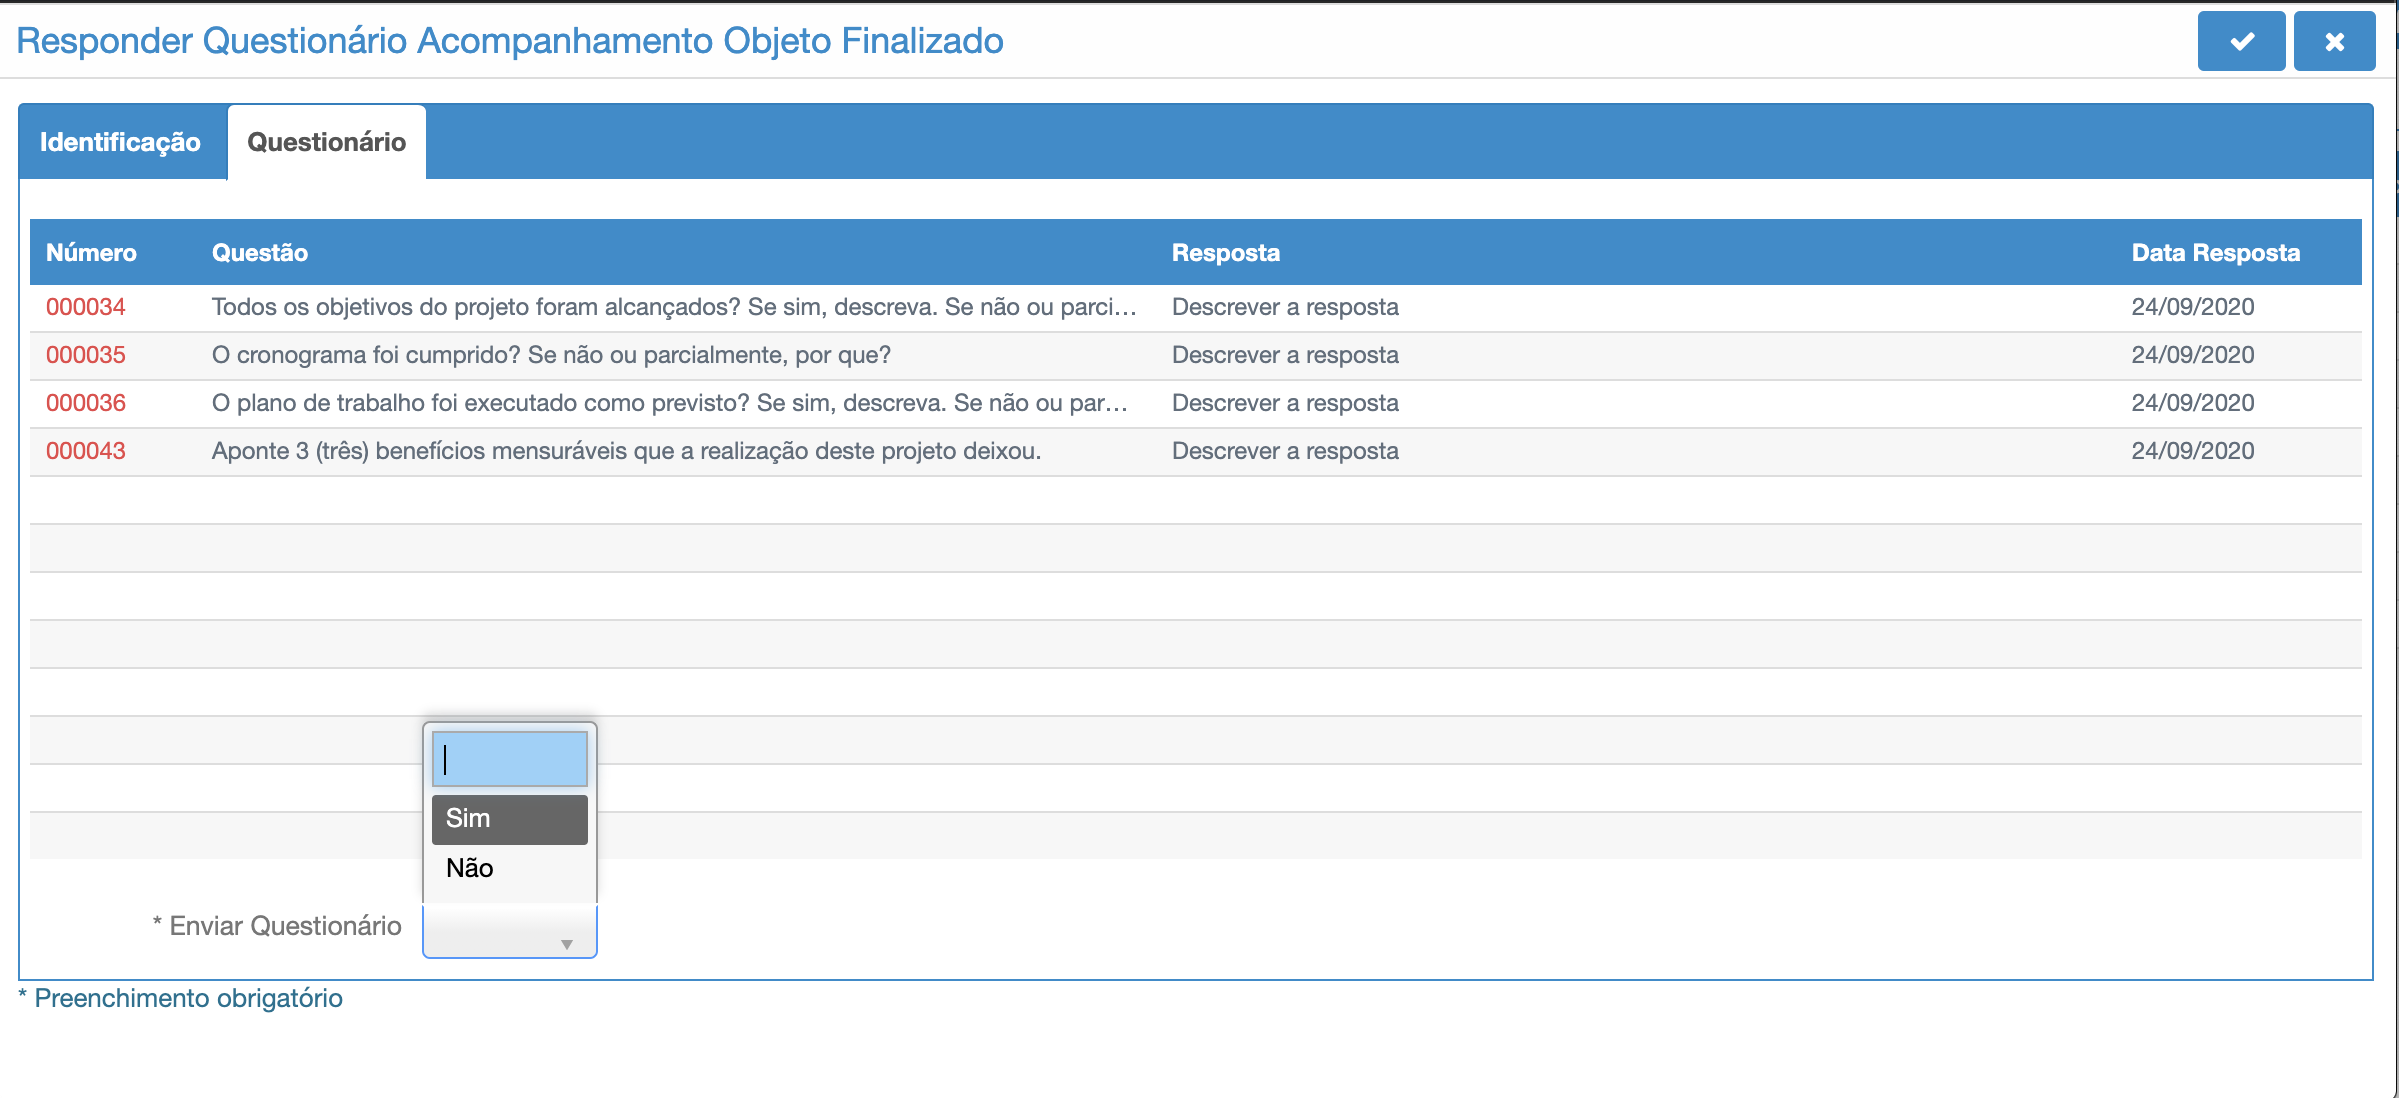 Responder Questionário Acompanhamento Objeto Finalizado
Identificação Questionário
Número Questão Resposta Data Resposta
000034 Todos os objetivos do projeto foram alcançados? Se sim, descreva. Se não ou parci... Descrever a resposta 24/09/2020
000035 O cronograma foi cumprido? Se não ou parcialmente, por que? Descrever a resposta 24/09/2020
000036 O plano de trabalho foi executado como previsto? Se sim, descreva. Se não ou par... Descrever a resposta 24/09/2020
000043 Aponte 3 (três) benefícios mensuráveis que a realização deste projeto deixou. Descrever a resposta 24/09/2020
Sim
Não
* Enviar Questionário
* Preenchimento obrigatório